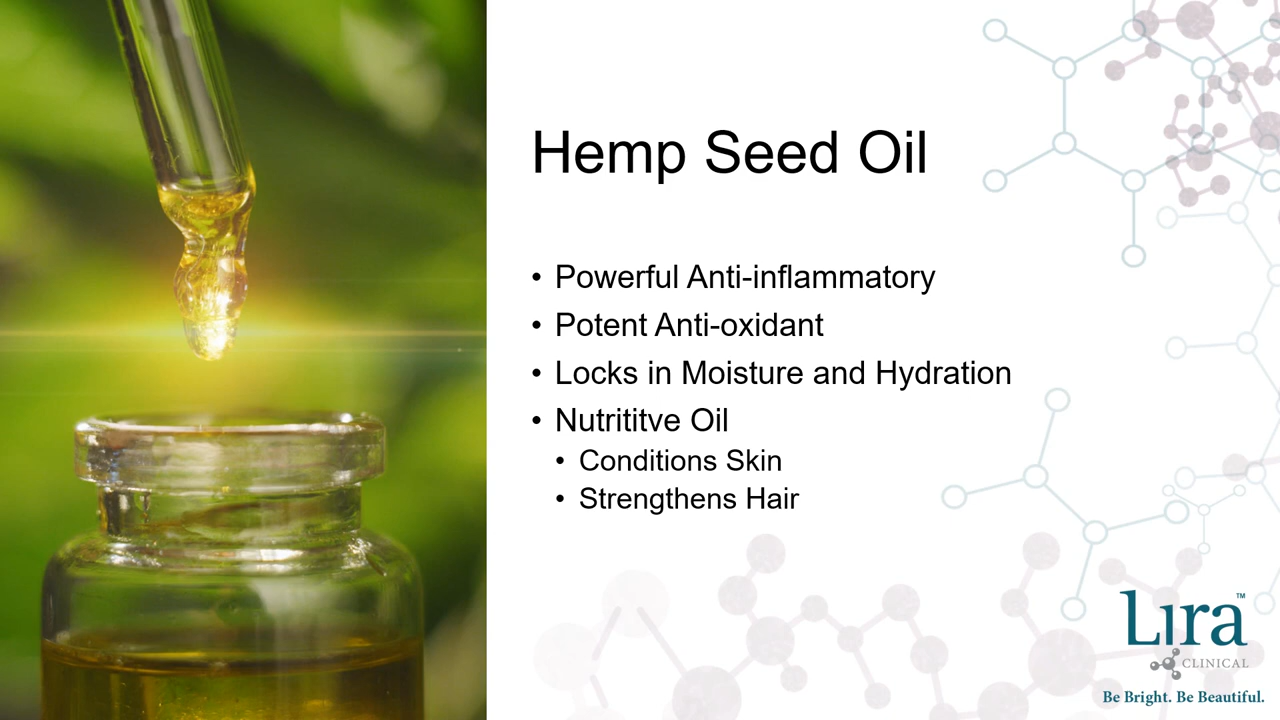 Hemp Seed Oil
• Powerful Anti-inflammatory
• Potent Anti-oxidant
• Locks in Moisture and Hydration
• Nutrititve Oil
• Conditions Skin
• Strengthens Hair
Lira™
CLINICAL
Be Bright. Be Beautiful.